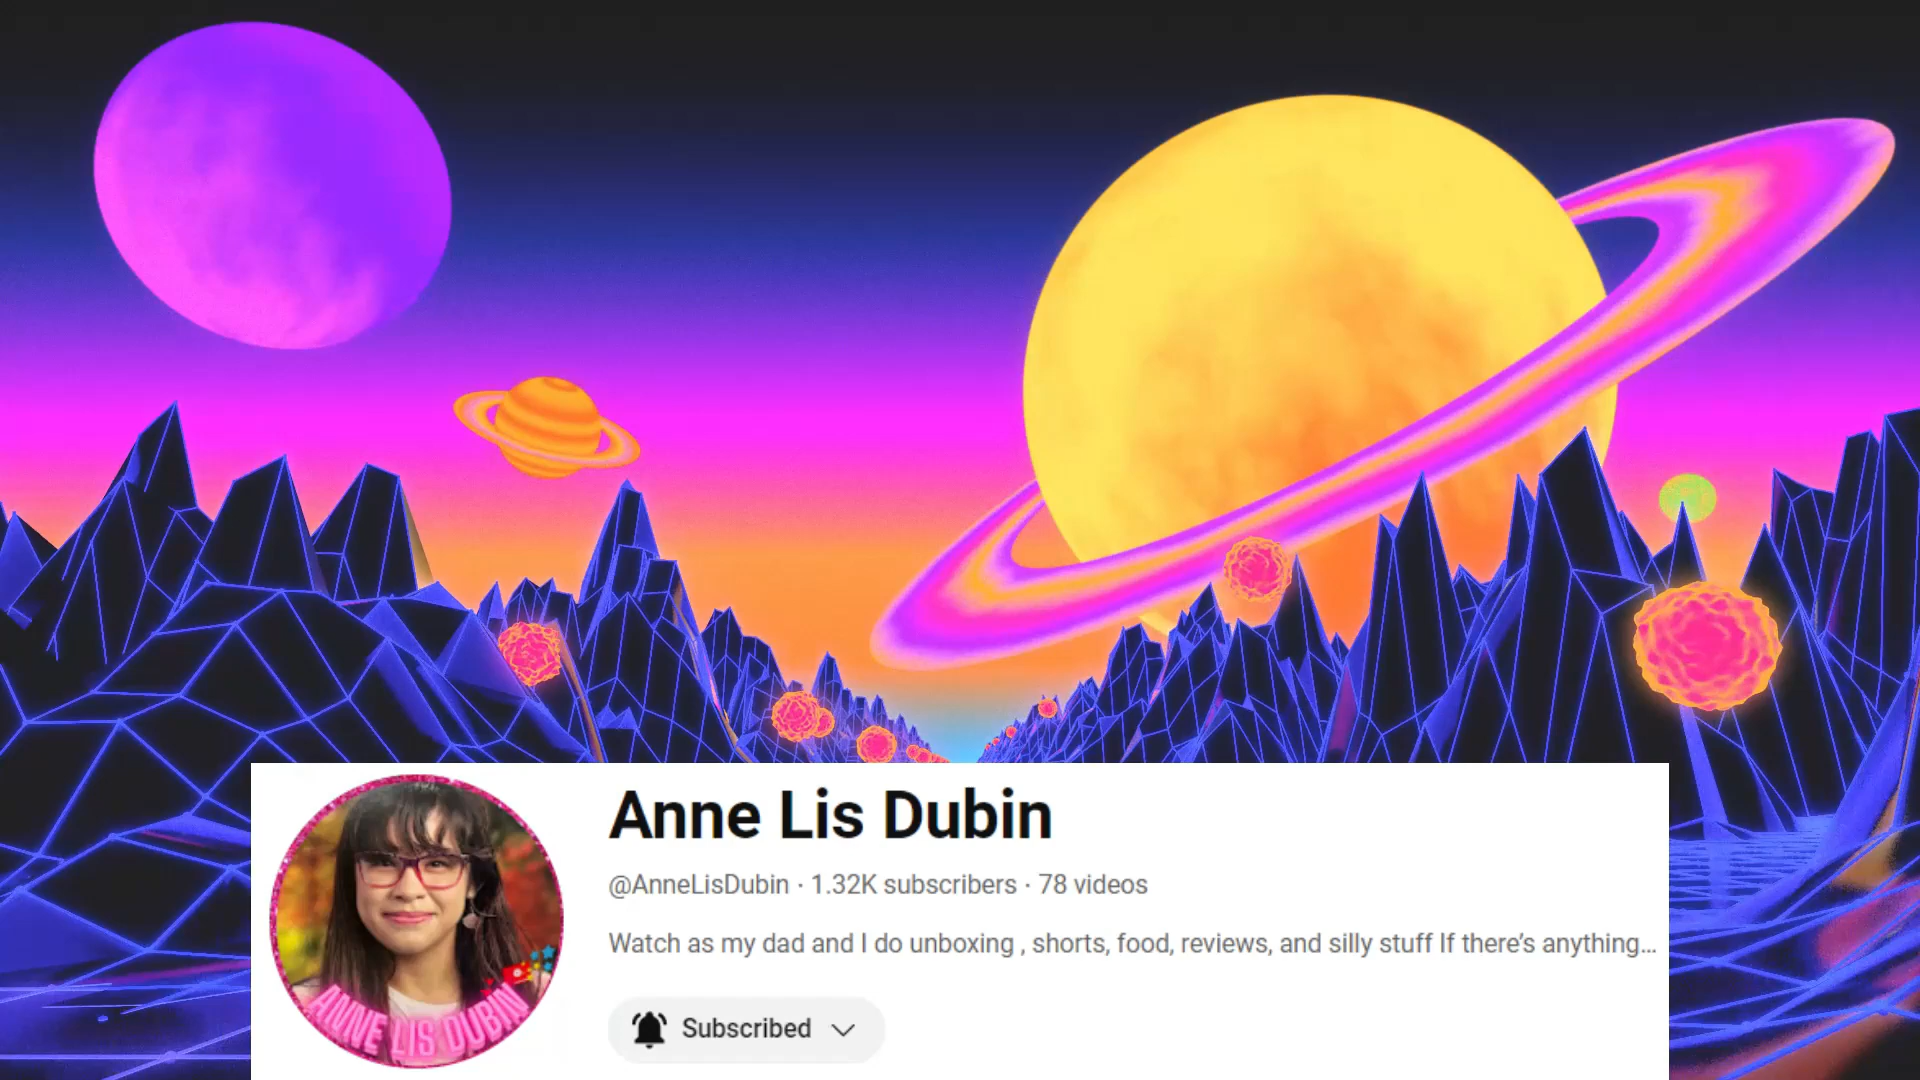 Anne Lis Dubin
@AnneLisDubin · 1.32K subscribers · 78 videos
Watch as my dad and I do unboxing , shorts, food, reviews, and silly stuff If there’s anything...
ANNE LIS DUBIN
Subscribed